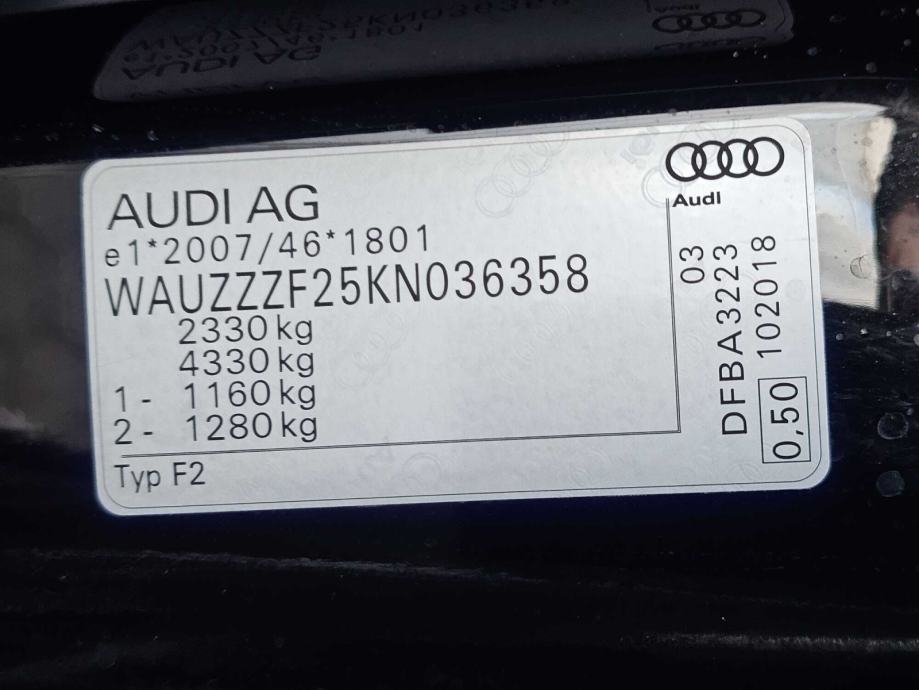 AUDI AG
e1*2007/46*1801
WAUZZZF25KN036358
2330 kg
4330 kg
1 - 1160 kg
2 - 1280 kg
Typ F2
Audi
03
DFBA3223
0,50 102018